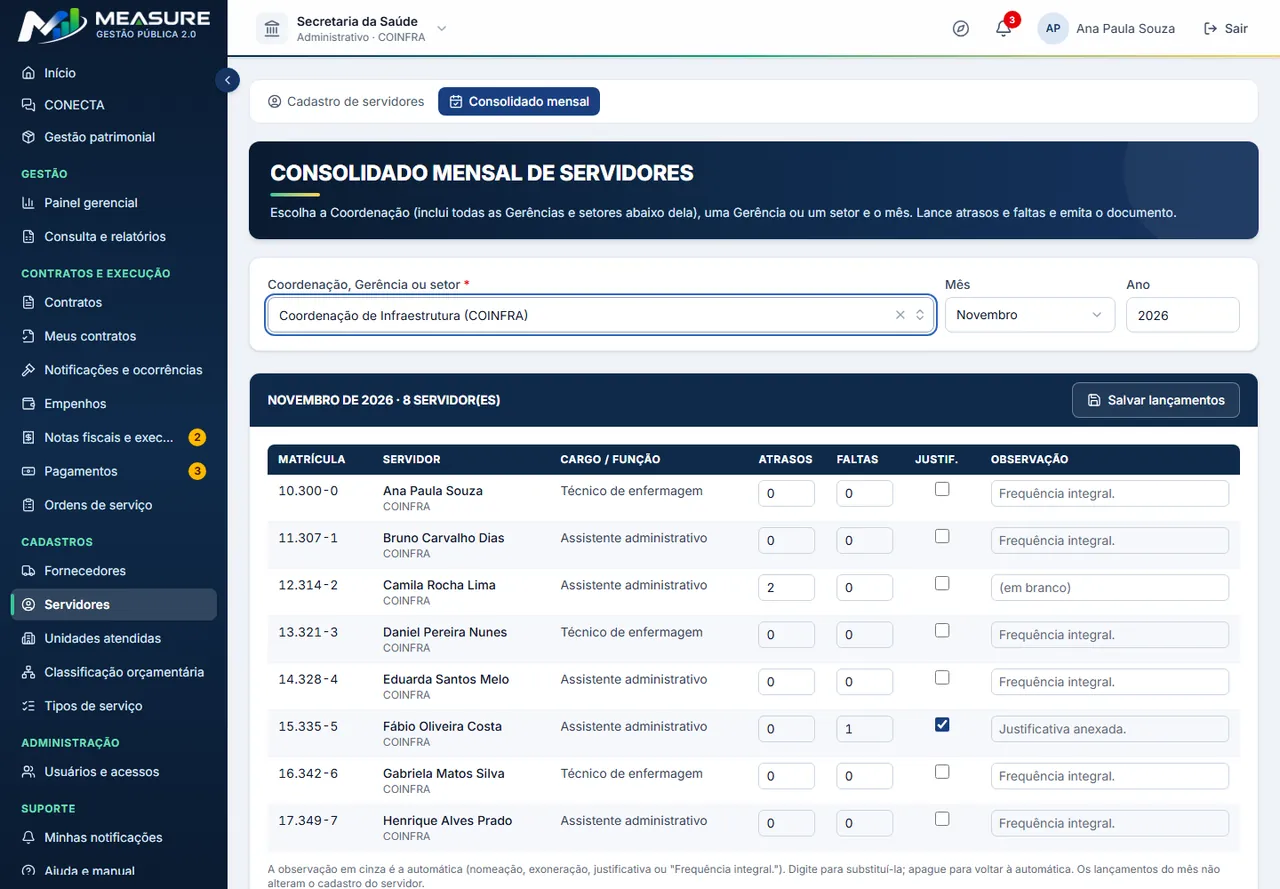 MEASURE
GESTÃO PÚBLICA 2.0
Início
CONECTA
Gestão patrimonial
GESTÃO
Painel gerencial
Consulta e relatórios
CONTRATOS E EXECUÇÃO
Contratos
Meus contratos
Notificações e ocorrências
Empenhos
Notas fiscais e exec... 2
Pagamentos 3
Ordens de serviço
CADASTROS
Fornecedores
Servidores
Unidades atendidas
Classificação orçamentária
Tipos de serviço
ADMINISTRAÇÃO
Usuários e acessos
SUPORTE
Minhas notificações
Ajuda e manual
Secretaria da Saúde
Administrativo · COINFRA
3
AP Ana Paula Souza Sair
Cadastro de servidores Consolidado mensal
CONSOLIDADO MENSAL DE SERVIDORES
Escolha a Coordenação (inclui todas as Gerências e setores abaixo dela), uma Gerência ou um setor e o mês. Lance atrasos e faltas e emita o documento.
Coordenação, Gerência ou setor * Mês Ano
Coordenação de Infraestrutura (COINFRA) Novembro 2026
NOVEMBRO DE 2026 · 8 SERVIDOR(ES) Salvar lançamentos
MATRÍCULA SERVIDOR CARGO / FUNÇÃO ATRASOS FALTAS JUSTIF. OBSERVAÇÃO
10.300-0 Ana Paula Souza Técnico de enfermagem 0 0 Frequência integral.
COINFRA
11.307-1 Bruno Carvalho Dias Assistente administrativo 0 0 Frequência integral.
COINFRA
12.314-2 Camila Rocha Lima Assistente administrativo 2 0 (em branco)
COINFRA
13.321-3 Daniel Pereira Nunes Técnico de enfermagem 0 0 Frequência integral.
COINFRA
14.328-4 Eduarda Santos Melo Assistente administrativo 0 0 Frequência integral.
COINFRA
15.335-5 Fábio Oliveira Costa Assistente administrativo 0 1 Justificativa anexada.
COINFRA
16.342-6 Gabriela Matos Silva Técnico de enfermagem 0 0 Frequência integral.
COINFRA
17.349-7 Henrique Alves Prado Assistente administrativo 0 0 Frequência integral.
COINFRA
A observação em cinza é a automática (nomeação, exoneração, justificativa ou "Frequência integral."). Digite para substituí-la; apague para voltar à automática. Os lançamentos do mês não
alteram o cadastro do servidor.